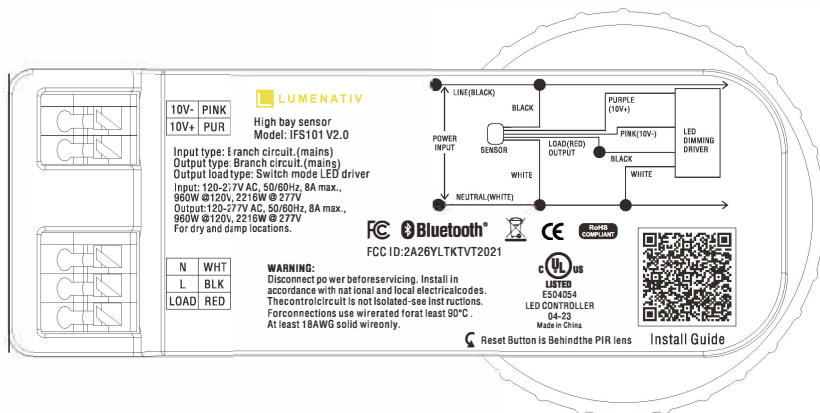 LUMENATIV
10V- PINK
10V+ PUR
High bay sensor
Model: IFS101 V2.0
Input type: Branch circuit.(mains)
Output type: Branch circuit.(mains)
Output load type: Switch mode LED driver
Input: 120-277V AC, 50/60Hz, 8A max.,
960W @120V, 2216W @ 277V
Output:120-277V AC, 50/60Hz, 8A max.,
960W @120V, 2216W @ 277V
For dry and damp locations.
LINE(BLACK)
BLACK
PURPLE
(10V+)
POWER
INPUT
SENSOR
PINK(10V-)
LOAD(RED)
OUTPUT
BLACK
LED
DIMMING
DRIVER
WHITE
WHITE
NEUTRAL(WHITE)
FC Bluetooth® CE RoHS
COMPLIANT
FCC ID:2A26YLTKTVT2021
N WHT
L BLK
LOAD RED
WARNING:
Disconnect power beforeservicing. Install in
accordance with national and local electricalcodes.
Thecontrolcircuit is not Isolated-see instructions.
Forconnections use wirerated forat least 90°C .
At least 18AWG solid wireonly.
c UL us
LISTED
E504054
LED CONTROLLER
04-23
Made in China
Reset Button is Behindthe PIR lens
Install Guide